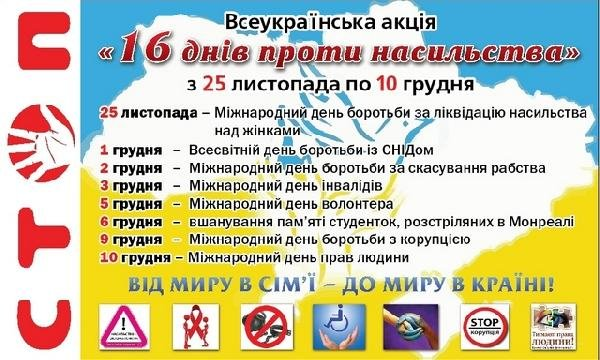 СТОП
Всеукраїнська акція
«16 днів проти насильства»
з 25 листопада по 10 грудня
25 листопада – Міжнародний день боротьби за ліквідацію насильства
над жінками
1 грудня – Всесвітній день боротьби із СНІДом
2 грудня – Міжнародний день боротьби за скасування рабства
3 грудня – Міжнародний день інвалідів
5 грудня – Міжнародний день волонтера
6 грудня – вшанування пам'яті студенток, розстріляних в Монреалі
9 грудня – Міжнародний день боротьби з корупцією
10 грудня – Міжнародний день прав людини
ВІД МИРУ В СІМ'Ї – ДО МИРУ В КРАЇНІ!
STOP
корупція
ЛЮДИНИ!